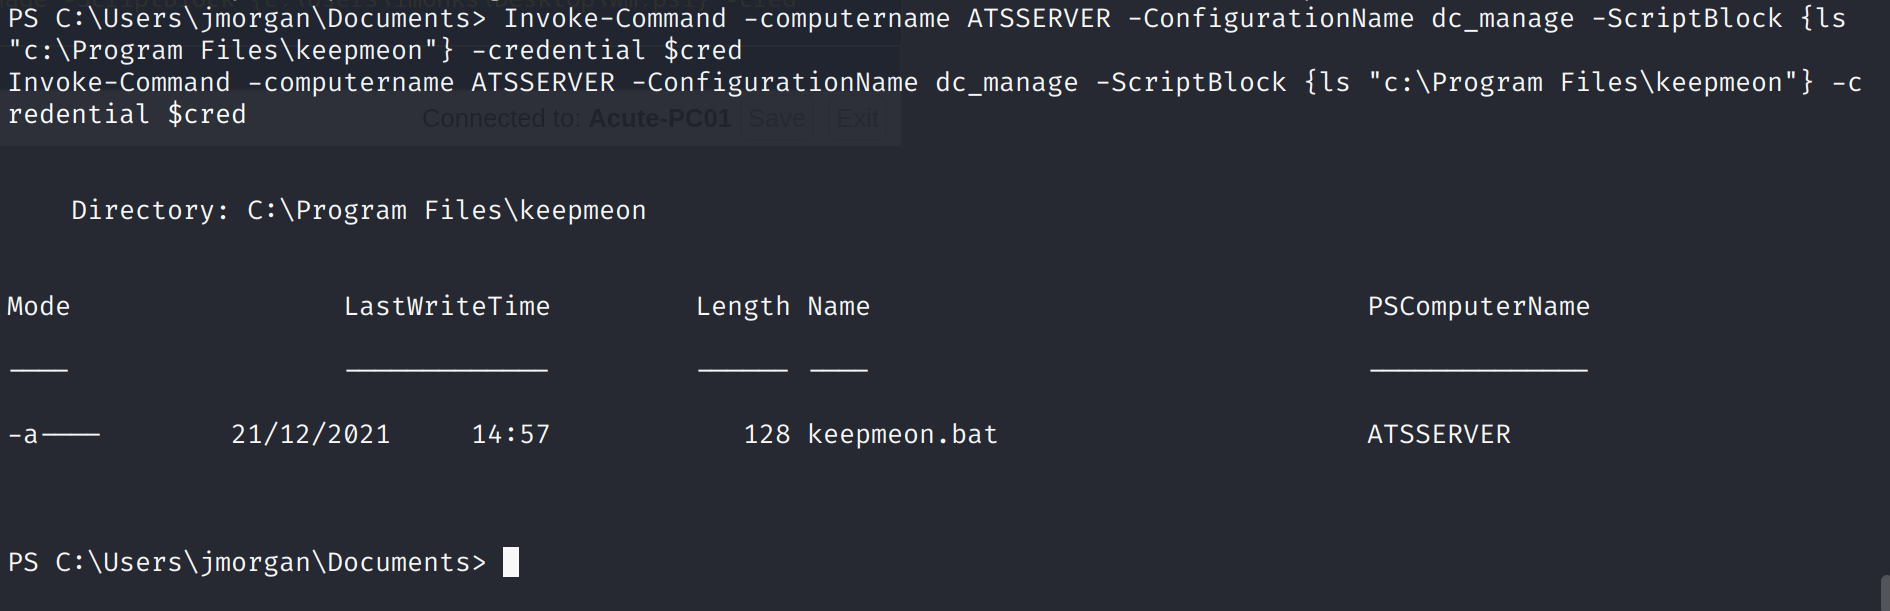 PS C:\Users\jmorgan\Documents> Invoke-Command -computername ATSSERVER -ConfigurationName dc_manage -ScriptBlock {ls
"c:\Program Files\keepmeon"} -credential $cred
Invoke-Command -computername ATSSERVER -ConfigurationName dc_manage -ScriptBlock {ls "c:\Program Files\keepmeon"} -c
redential $cred
Connected to: Acute-PC01 Save Exit
Directory: C:\Program Files\keepmeon
Mode LastWriteTime Length Name PSComputerName
---- ------------- ------ ---- --------------
-a---- 21/12/2021 14:57 128 keepmeon.bat ATSSERVER
PS C:\Users\jmorgan\Documents>